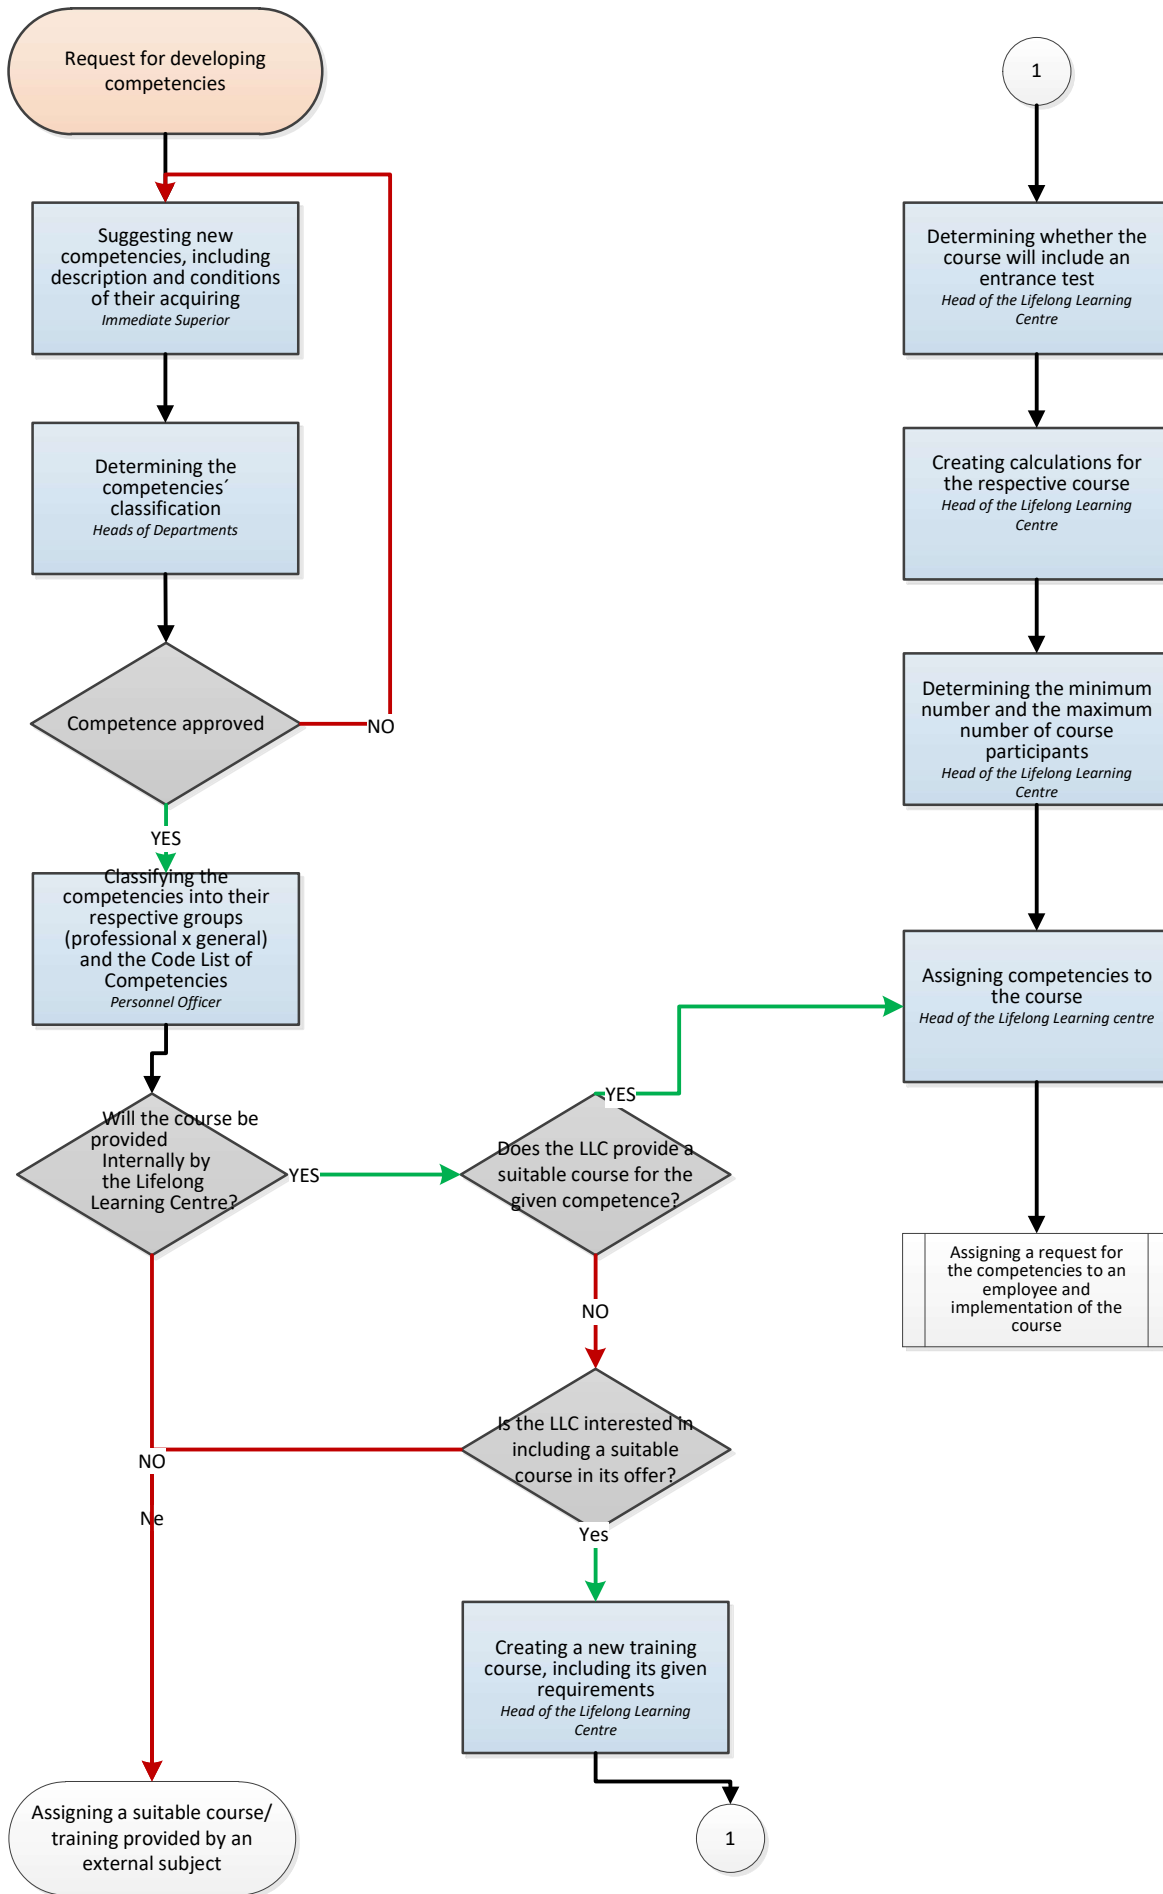 Request for developing
competencies
Suggesting new
competencies, including
description and conditions
of their acquiring
Immediate Superior
Determining the
competencies´
classification
Heads of Departments
Competence approved
NO
YES
Classifying the
competencies into their
respective groups
(professional x general)
and the Code List of
Competencies
Personnel Officer
Will the course be
provided
Internally by
the Lifelong
Learning Centre?
YES
Does the LLC provide a
suitable course for the
given competence?
YES
NO
Is the LLC interested in
including a suitable
course in its offer?
NO
Ne
Yes
Creating a new training
course, including its given
requirements
Head of the Lifelong Learning
Centre
1
Assigning a suitable course/
training provided by an
external subject
1
Determining whether the
course will include an
entrance test
Head of the Lifelong Learning
Centre
Creating calculations for
the respective course
Head of the Lifelong Learning
Centre
Determining the minimum
number and the maximum
number of course
participants
Head of the Lifelong Learning
Centre
Assigning competencies to
the course
Head of the Lifelong Learning centre
Assigning a request for
the competencies to an
employee and
implementation of the
course